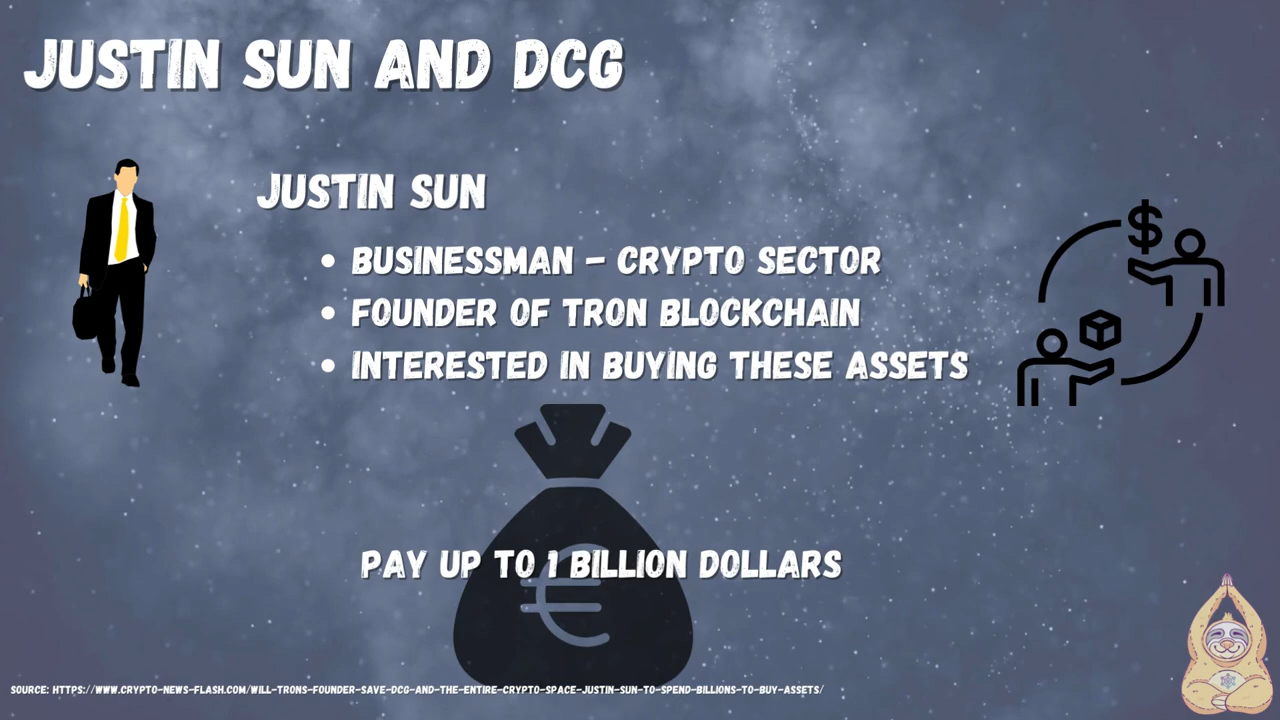 JUSTIN SUN AND DCG
JUSTIN SUN
• BUSINESSMAN - CRYPTO SECTOR
• FOUNDER OF TRON BLOCKCHAIN
• INTERESTED IN BUYING THESE ASSETS
$
€
PAY UP TO 1 BILLION DOLLARS
SOURCE: HTTPS://WWW.CRYPTO-NEWS-FLASH.COM/WILL-TRONS-FOUNDER-SAVE-DCG-AND-THE-ENTIRE-CRYPTO-SPACE-JUSTIN-SUN-TO-SPEND-BILLIONS-TO-BUY-ASSETS/